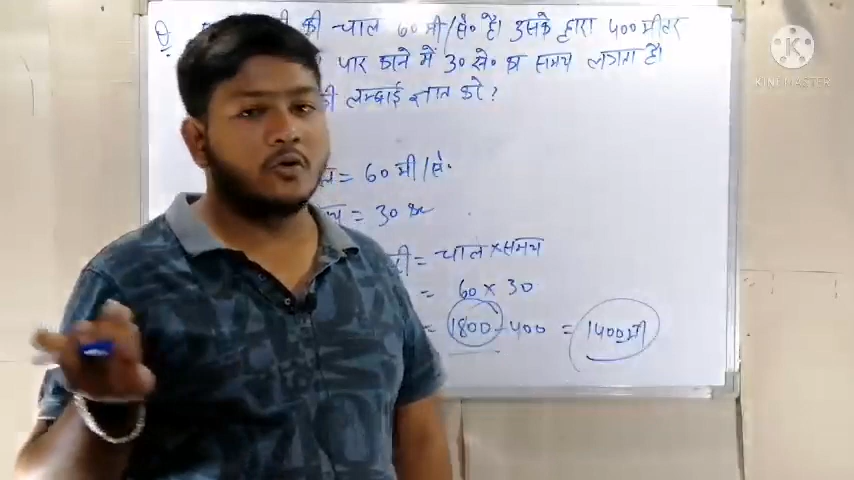 Q. की चाल 60 मी/से० है। उसके द्वारा 400 मीटर
पार करने में 30 से० का समय लगता है।
की लम्बाई ज्ञात करे?
= 60 मी/से०
= 30 से
= चाल × समय
= 60 × 30
= 1800 - 400 = 1400 मी
KINEMASTER